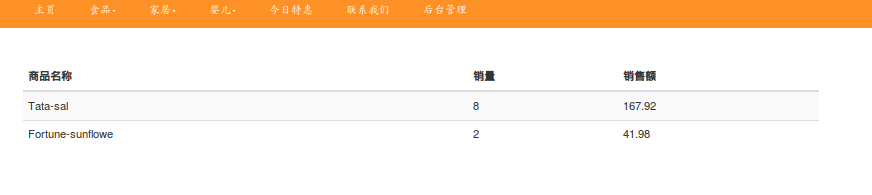 主页 食品 家居 婴儿 今日特惠 联系我们 后台管理
商品名称 销量 销售额
Tata-sal 8 167.92
Fortune-sunflowe 2 41.98